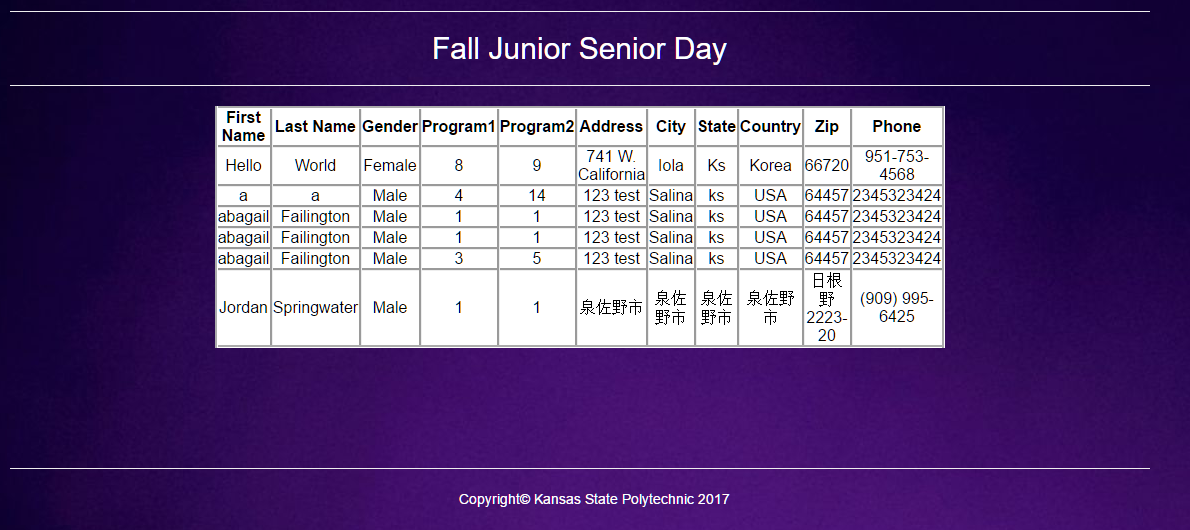 Fall Junior Senior Day
First Name Last Name Gender Program1 Program2 Address City State Country Zip Phone
Hello World Female 8 9 741 W. California Iola Ks Korea 66720 951-753-4568
a a Male 4 14 123 test Salina ks USA 64457 2345323424
abagail Failington Male 1 1 123 test Salina ks USA 64457 2345323424
abagail Failington Male 1 1 123 test Salina ks USA 64457 2345323424
abagail Failington Male 3 5 123 test Salina ks USA 64457 2345323424
Jordan Springwater Male 1 1 泉佐野市 泉佐野市 泉佐野市 泉佐野市 日根野 2223-20 (909) 995-6425
Copyright© Kansas State Polytechnic 2017